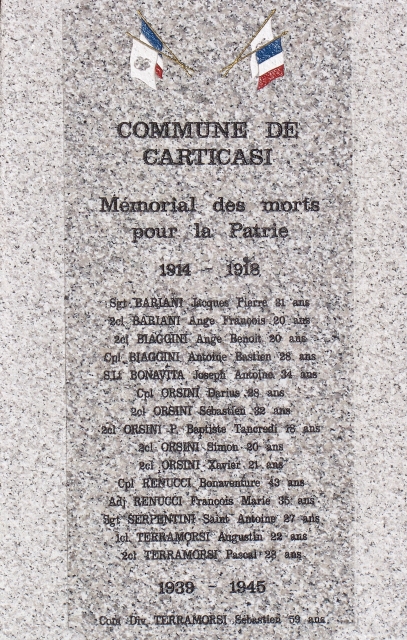 COMMUNE DE
CARTICASI
Mémorial des morts
pour la Patrie
1914 - 1918
Sgt BARIANI Jacques Pierre 31 ans
2cl BARIANI Ange François 20 ans
2cl BIAGGINI Ange Benoit 20 ans
Cpl BIAGGINI Antoine Bastien 28 ans
S.Lt BONAVITA Joseph Antoine 34 ans
Cpl ORSINI Darius 28 ans
2cl ORSINI Sébastien 32 ans
2cl ORSINI P. Baptiste Tancredi ans
2cl ORSINI Simon 20 ans
2cl ORSINI Xavier 21 ans
Cpl RENUCCI Bonaventure 43 ans
Adj RENUCCI François Marie 35 ans
Sgt SERPENTINI Saint Antoine 27 ans
1cl TERRAMORSI Augustin 22 ans
2cl TERRAMORSI Pascal 22 ans
1939 - 1945
Com Div TERRAMORSI Sébastien 59 ans